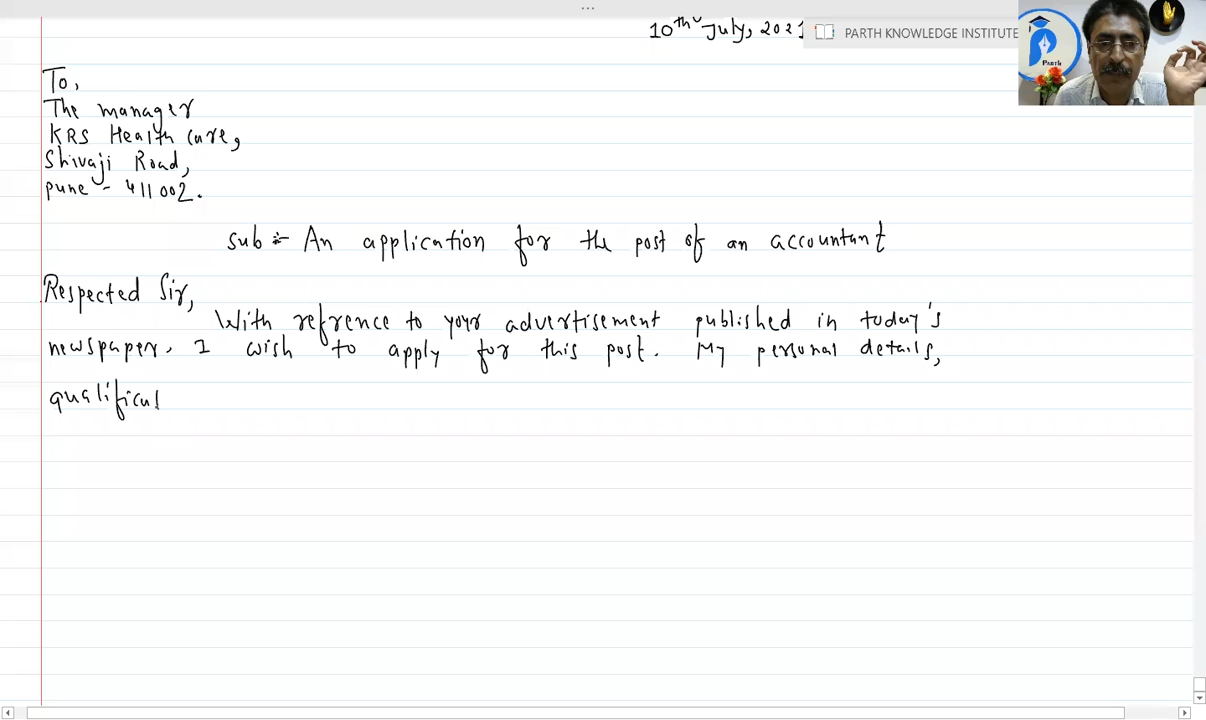 10th July, 2021
PARTH KNOWLEDGE INSTITUTE
Parth
To,
The manager
KRS Health care,
Shivaji Road,
pune - 411002.
sub :- An application for the post of an accountant
Respected Sir,
With refrence to your advertisement published in today's
newspaper. I wish to apply for this post. My personal details,
qualificat